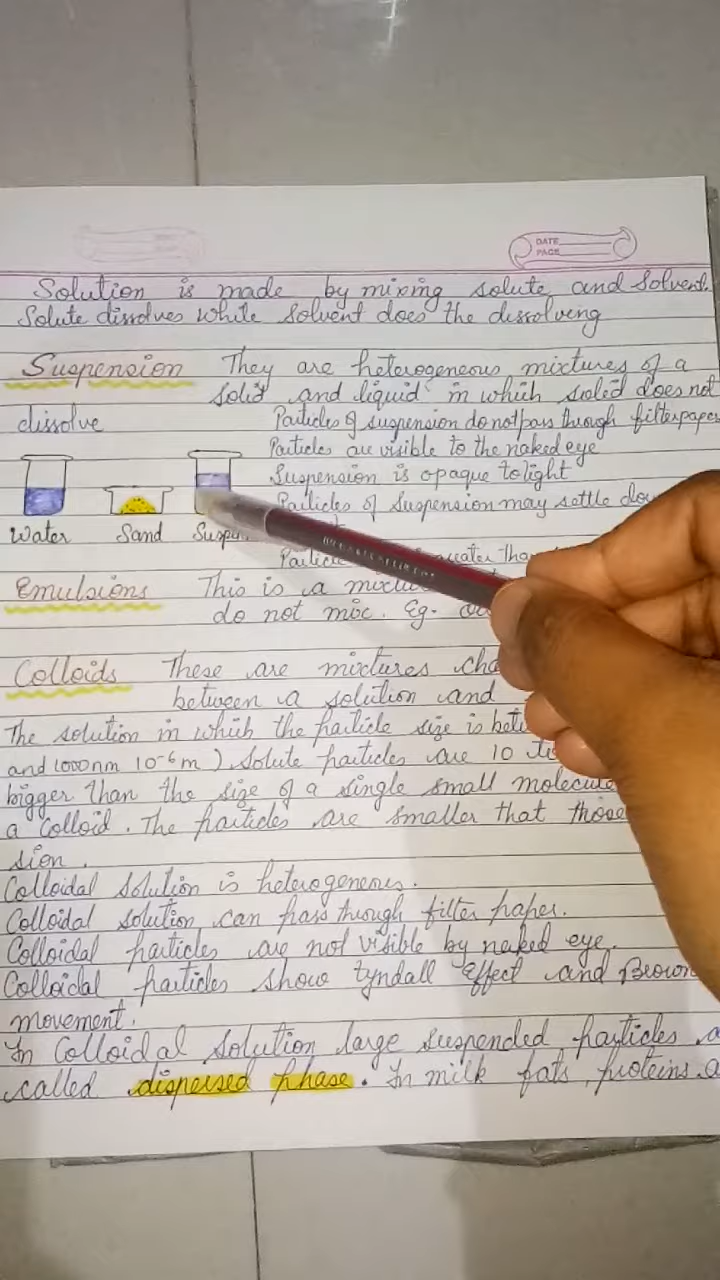 DATE
PAGE
Solution is made by mixing solute and Solvent.
Solute dissolves while Solvent does the dissolving
Suspension They are heterogeneous mixtures of a
solid and liquid in which solid does not
dissolve Particles of suspension do not pass through filter paper
Particles are visible to the naked eye
Suspension is opaque to light
Particles of Suspension may settle
Water Sand
Emulsions This is a
do not mix. Eg.
Colloids These are mixtures
between a solution and
The solution in which the particle size is
and 1000nm 10-6m) Solute particles are 10
bigger than the size of a single small
a Colloid. The particles are smaller that
sion.
Colloidal Solution is heterogeneous.
Colloidal solution can pass through filter paper.
Colloidal particles are not visible by naked eye.
Colloidal particles show tyndall Effect and Brown
movement.
In Colloidal solution large suspended particles
called dispersed phase. In milk fats, proteins